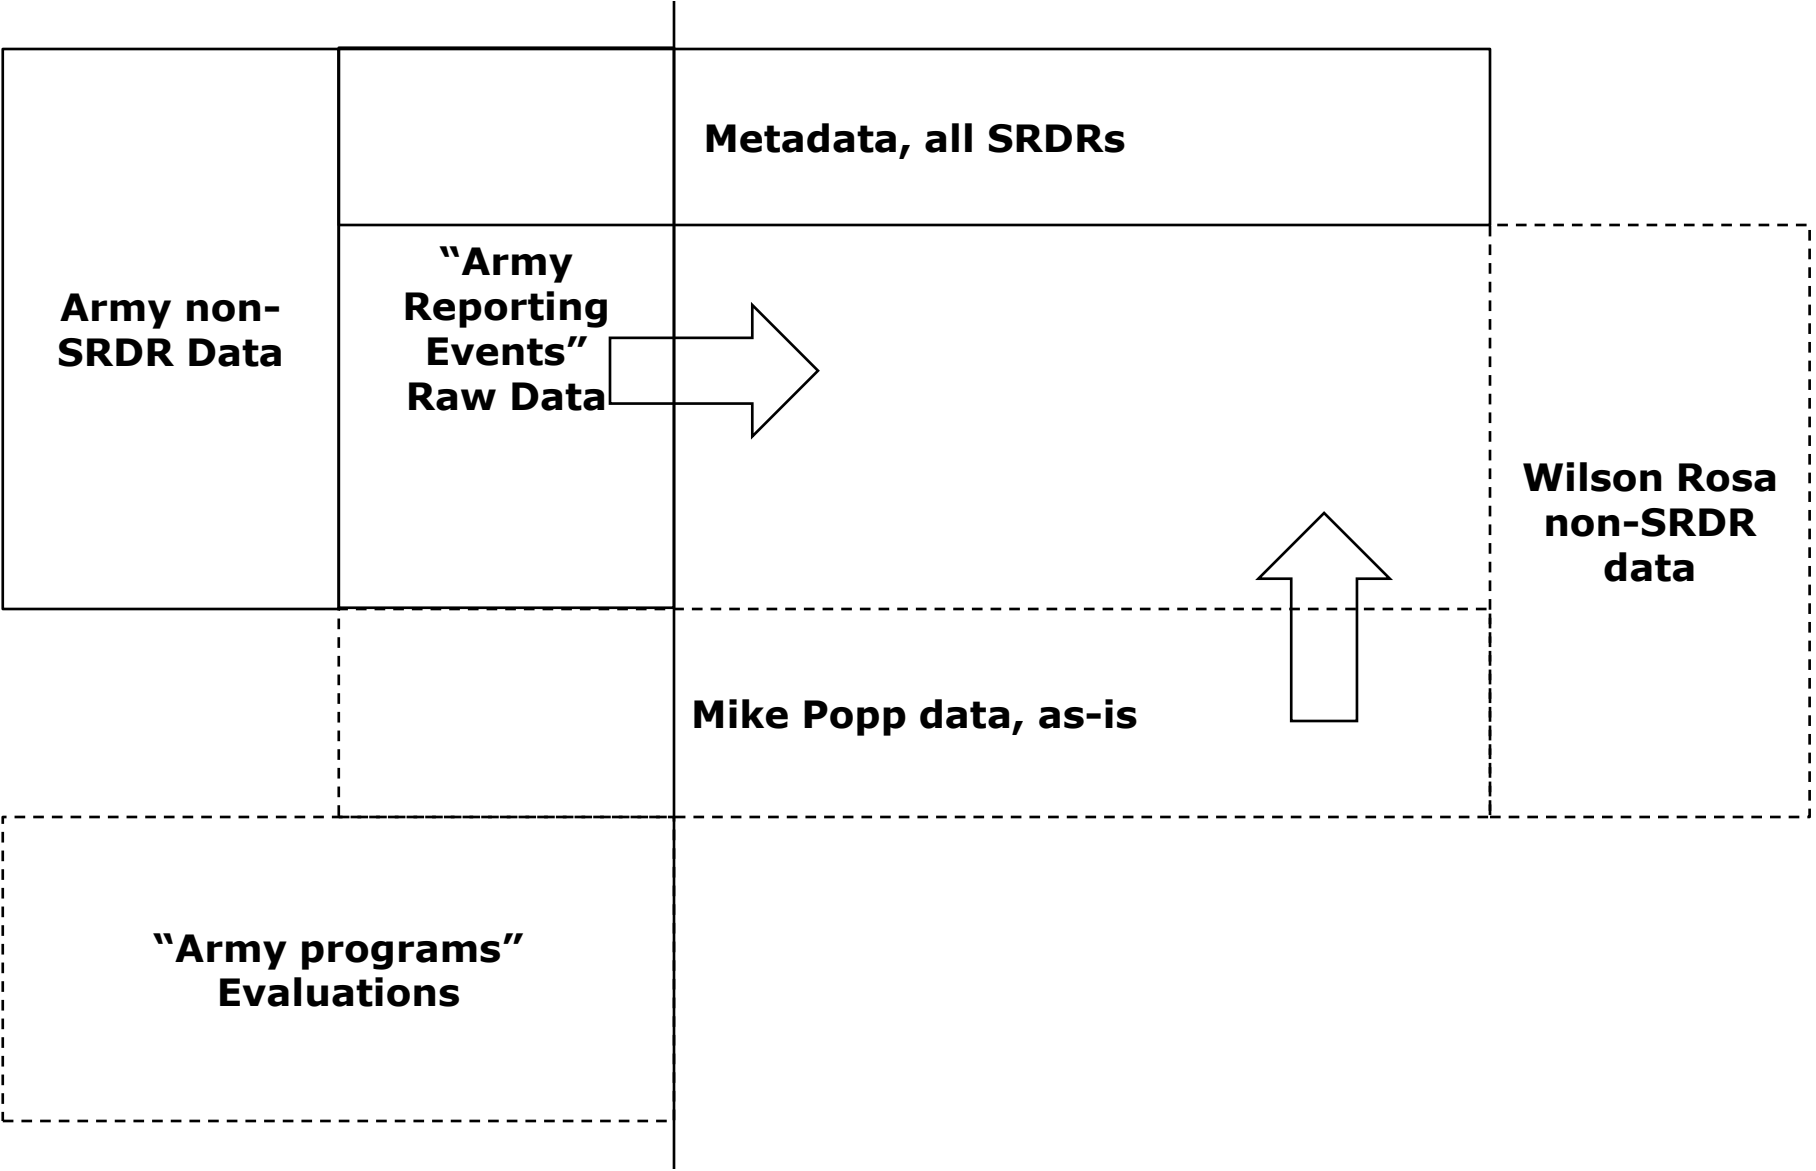 Metadata, all SRDRs
“Army
Reporting
Events”
Raw Data
Army non-
SRDR Data
Wilson Rosa
non-SRDR
data
Mike Popp data, as-is
“Army programs”
Evaluations